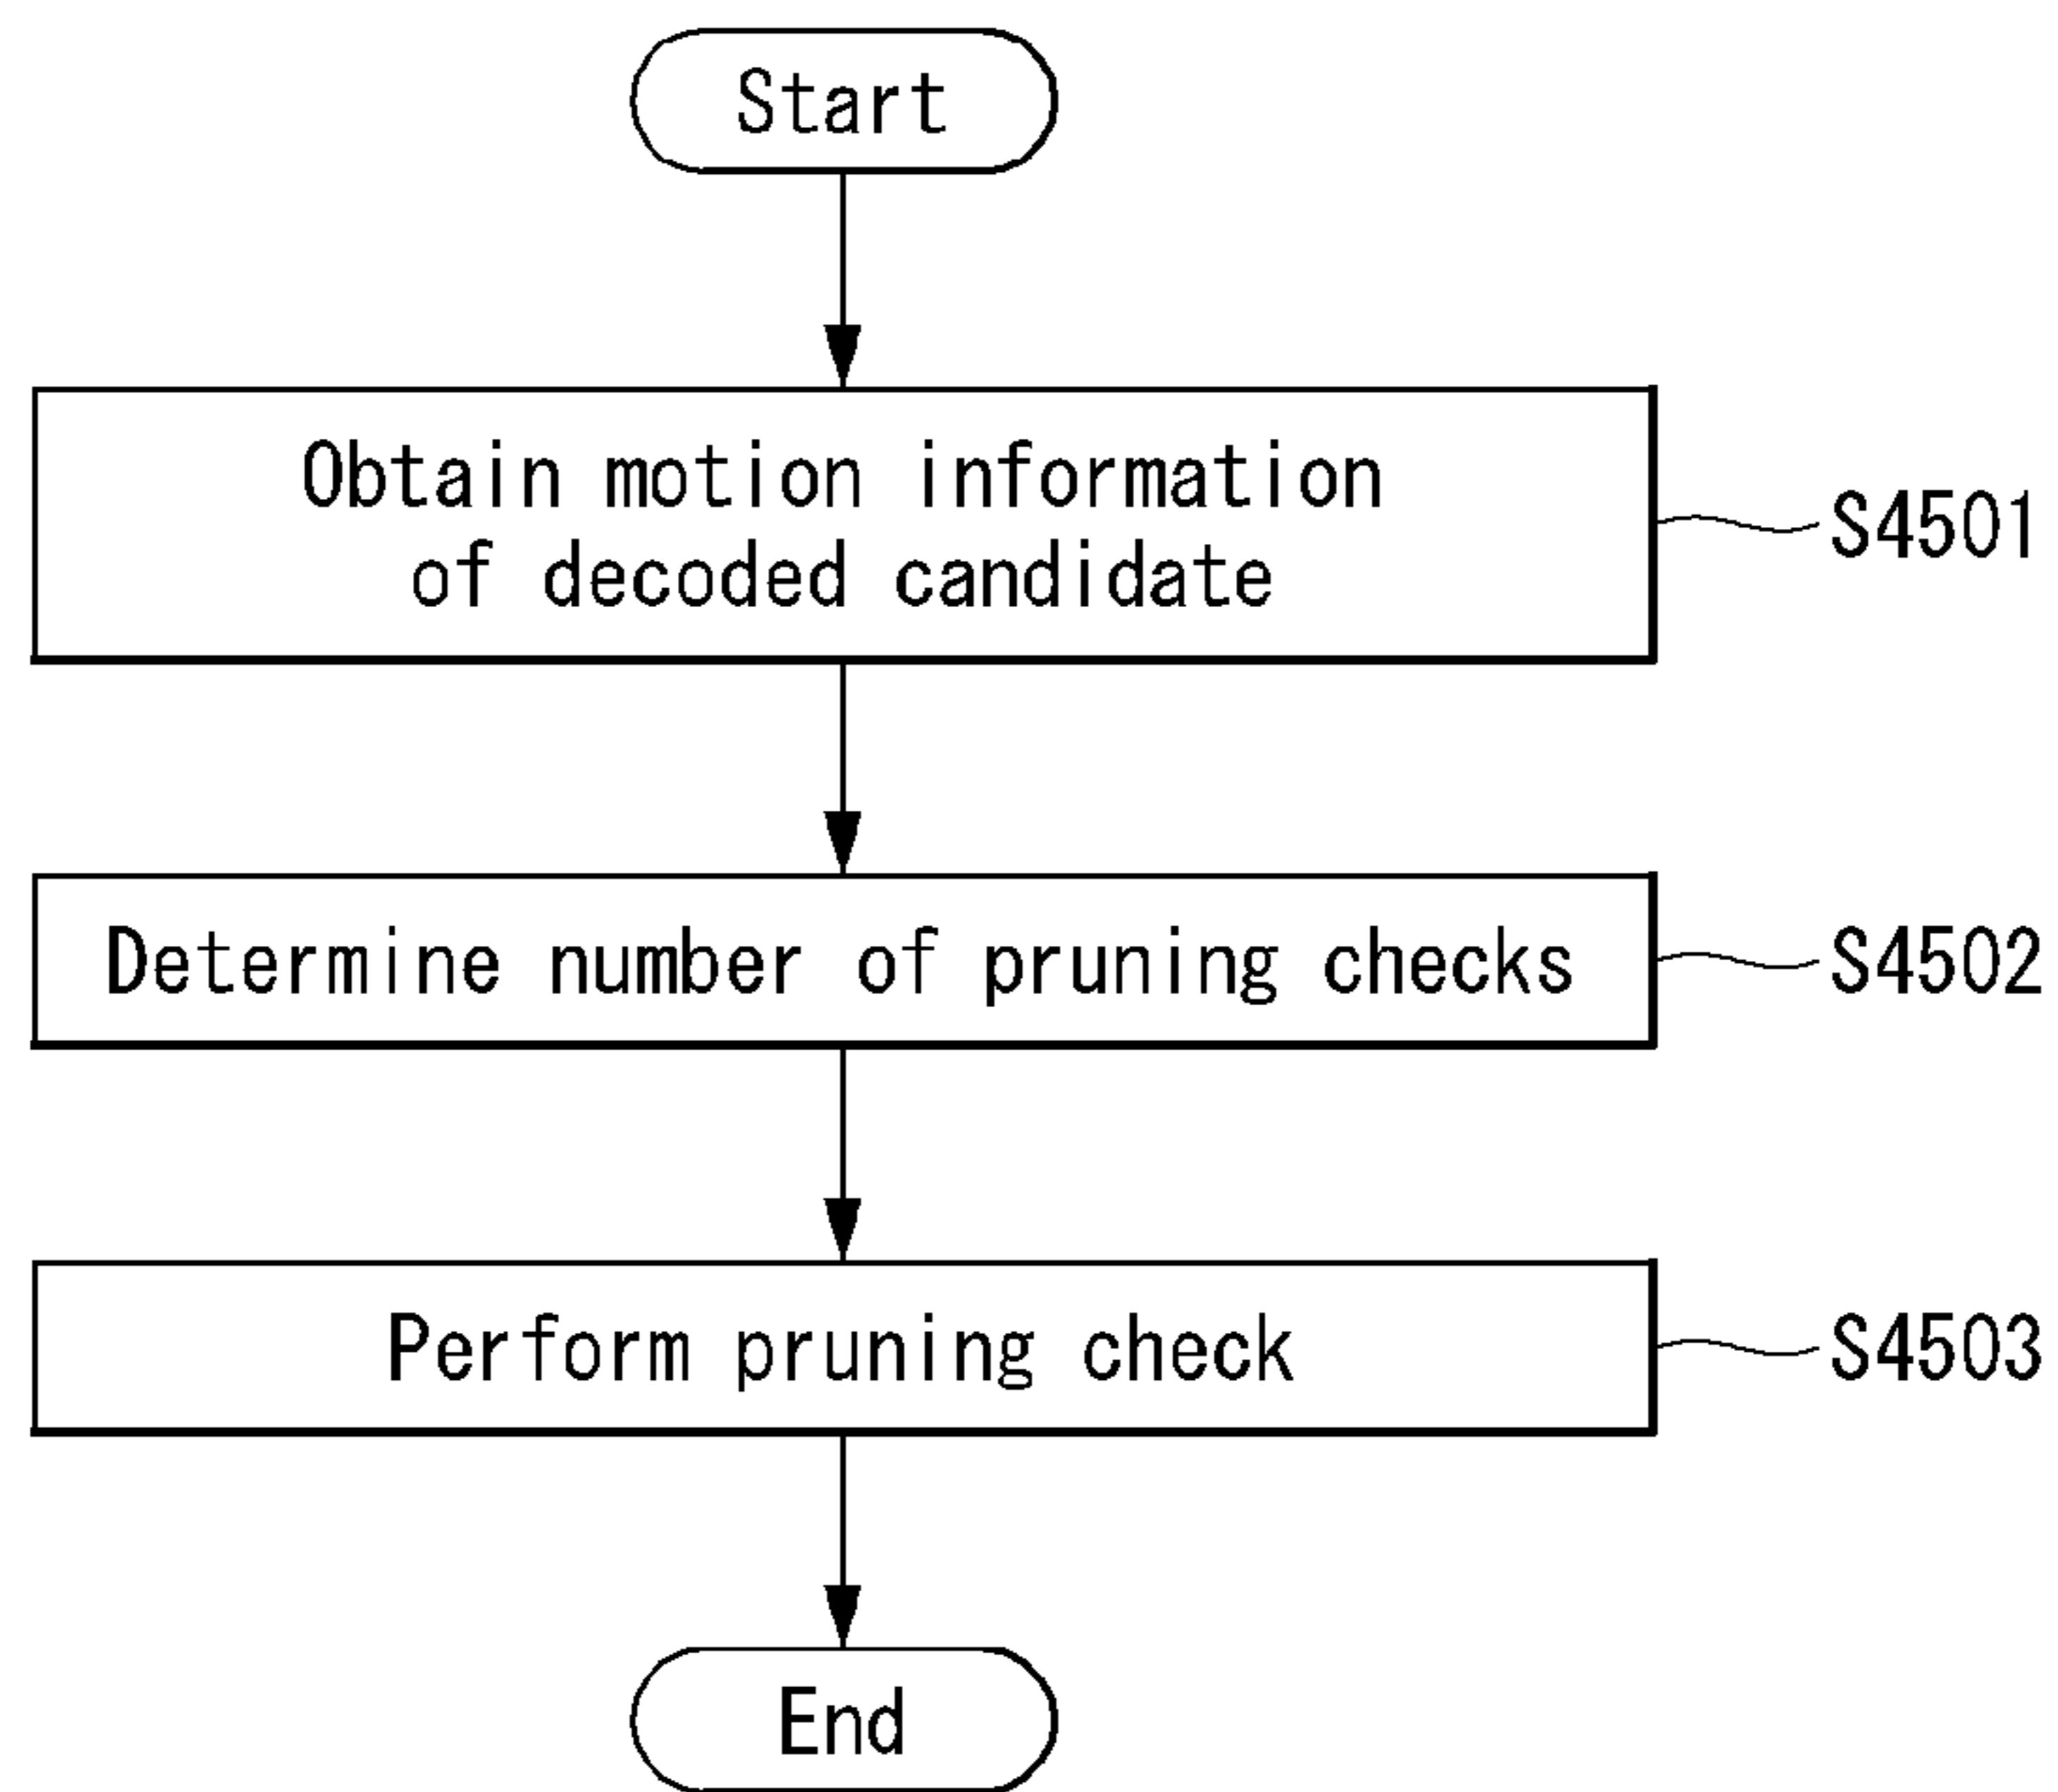 Start
Obtain motion information
of decoded candidate
S4501
Determine number of pruning checks
S4502
Perform pruning check
S4503
End